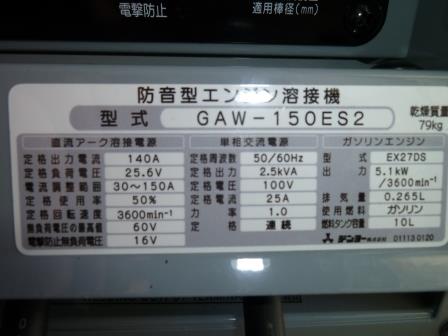 電撃防止
適用棒径(mm)
防音型エンジン溶接機
型式 GAW-150ES2
乾燥質量
79kg
直流アーク溶接電源
定格出力電流 140A
定格負荷電圧 25.6V
電流調整範囲 30~150A
定格使用率 50%
定格回転速度 3600min⁻¹
無負荷電圧の最高値 60V
電撃防止無負荷電圧 16V
単相交流電源
定格周波数 50/60Hz
定格出力 2.5kVA
定格電圧 100V
定格電流 25A
力率 1.0
定格 連続
ガソリンエンジン
型式 EX27DS
出力 5.1kW
/3600min⁻¹
排気量 0.265L
使用燃料 ガソリン
燃料タンク容量 10L
デンヨー株式会社 01113 0120